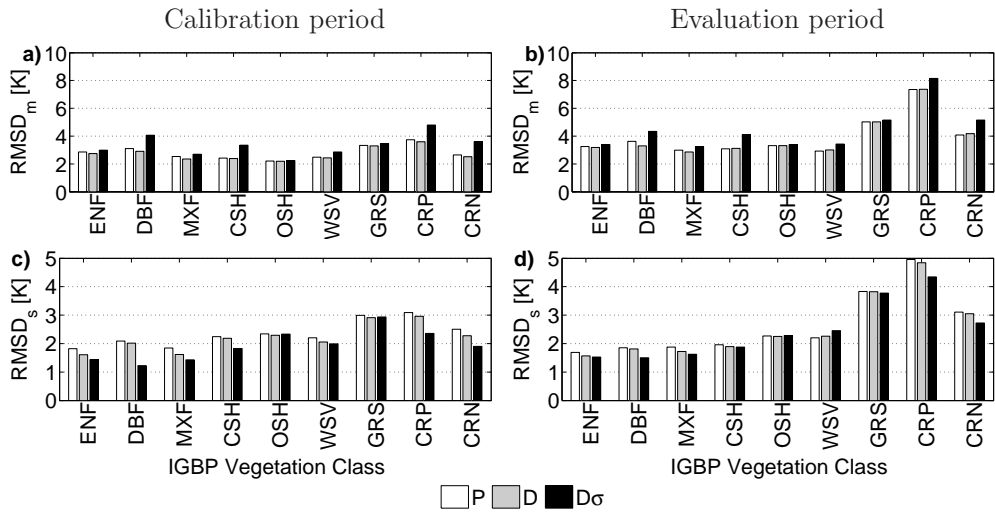 Calibration period
Evaluation period
a)
RMSD_m [K]
10
8
6
4
2
0
ENF DBF MXF CSH OSH WSV GRS CRP CRN
b)
RMSD_m [K]
10
8
6
4
2
0
ENF DBF MXF CSH OSH WSV GRS CRP CRN
c)
RMSD_s [K]
5
4
3
2
1
0
ENF DBF MXF CSH OSH WSV GRS CRP CRN
IGBP Vegetation Class
d)
RMSD_s [K]
5
4
3
2
1
0
ENF DBF MXF CSH OSH WSV GRS CRP CRN
IGBP Vegetation Class
P D Dσ